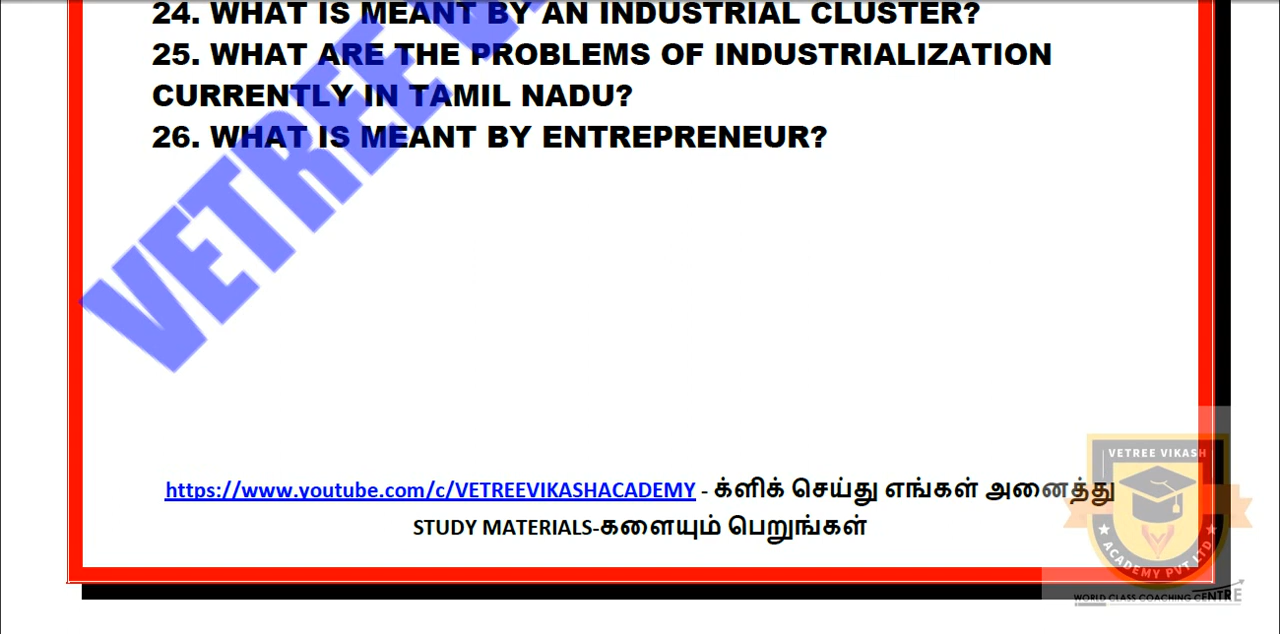 24. WHAT IS MEANT BY AN INDUSTRIAL CLUSTER?
25. WHAT ARE THE PROBLEMS OF INDUSTRIALIZATION
CURRENTLY IN TAMIL NADU?
26. WHAT IS MEANT BY ENTREPRENEUR?
VETREE V
https://www.youtube.com/c/VETREEVIKASHACADEMY - க்ளிக் செய்து எங்கள் அனைத்து
STUDY MATERIALS-களையும் பெறுங்கள்
VETREE VIKASH
ACADEMY PVT LTD
WORLD CLASS COACHING CENTRE